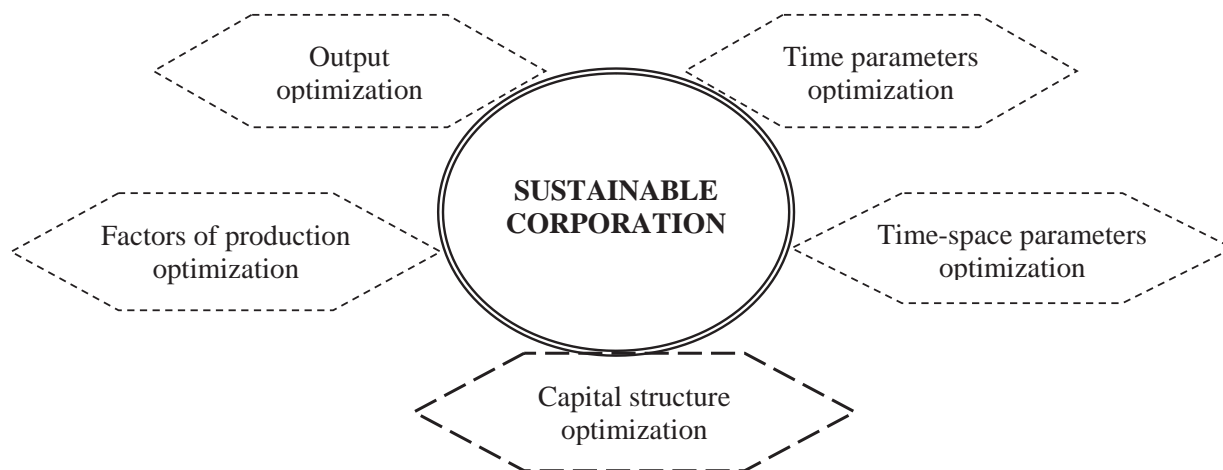 Output
optimization
Time parameters
optimization
SUSTAINABLE
CORPORATION
Factors of production
optimization
Time-space parameters
optimization
Capital structure
optimization